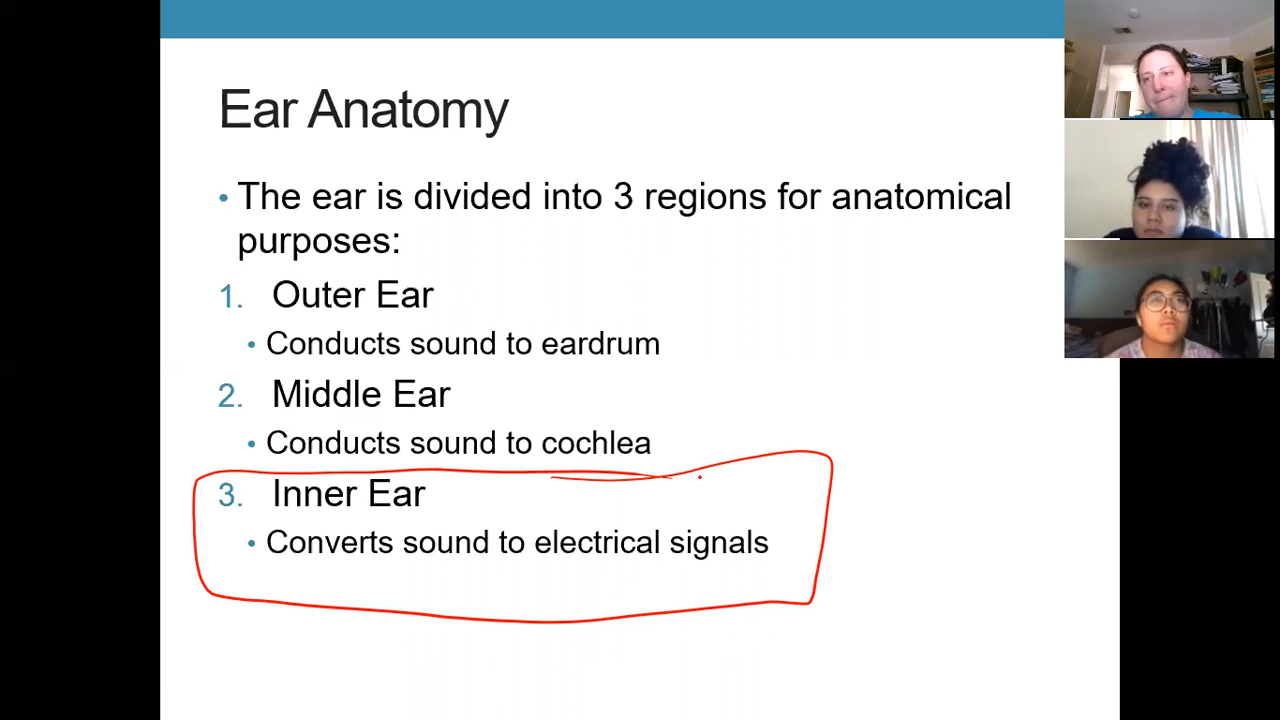 Ear Anatomy
• The ear is divided into 3 regions for anatomical
purposes:
1. Outer Ear
• Conducts sound to eardrum
2. Middle Ear
• Conducts sound to cochlea
3. Inner Ear
• Converts sound to electrical signals